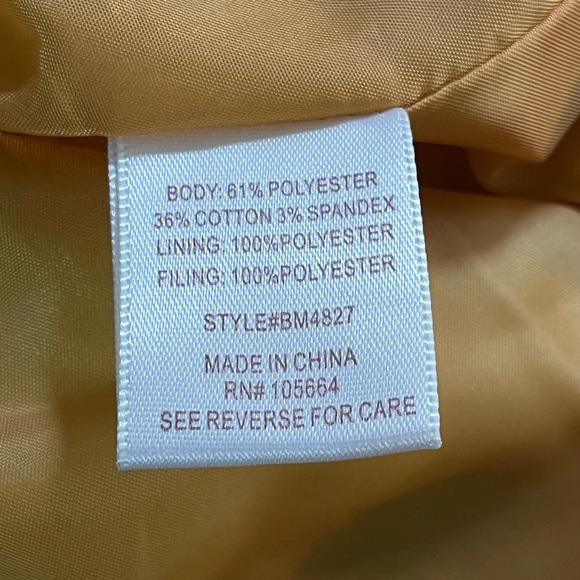 BODY: 61% POLYESTER
36% COTTON 3% SPANDEX
LINING: 100%POLYESTER
FILING: 100%POLYESTER
STYLE#BM4827
MADE IN CHINA
RN# 105664
SEE REVERSE FOR CARE